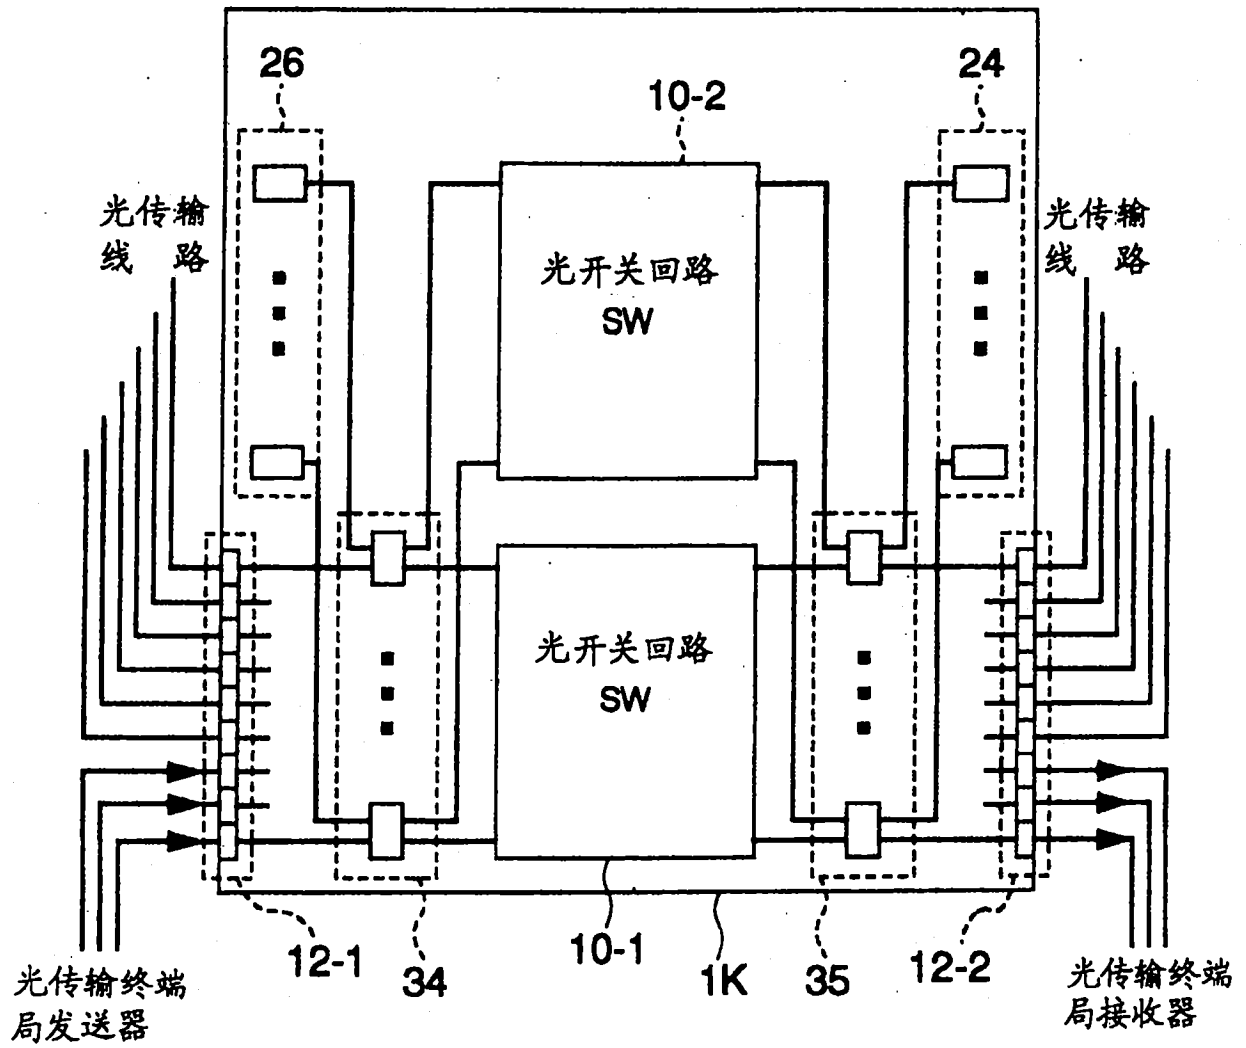 26
24
10-2
光传输
线 路
光传输
线 路
光开关回路
SW
光开关回路
SW
12-1
34
10-1
1K
35
12-2
光传输终端
局发送器
光传输终端
局接收器